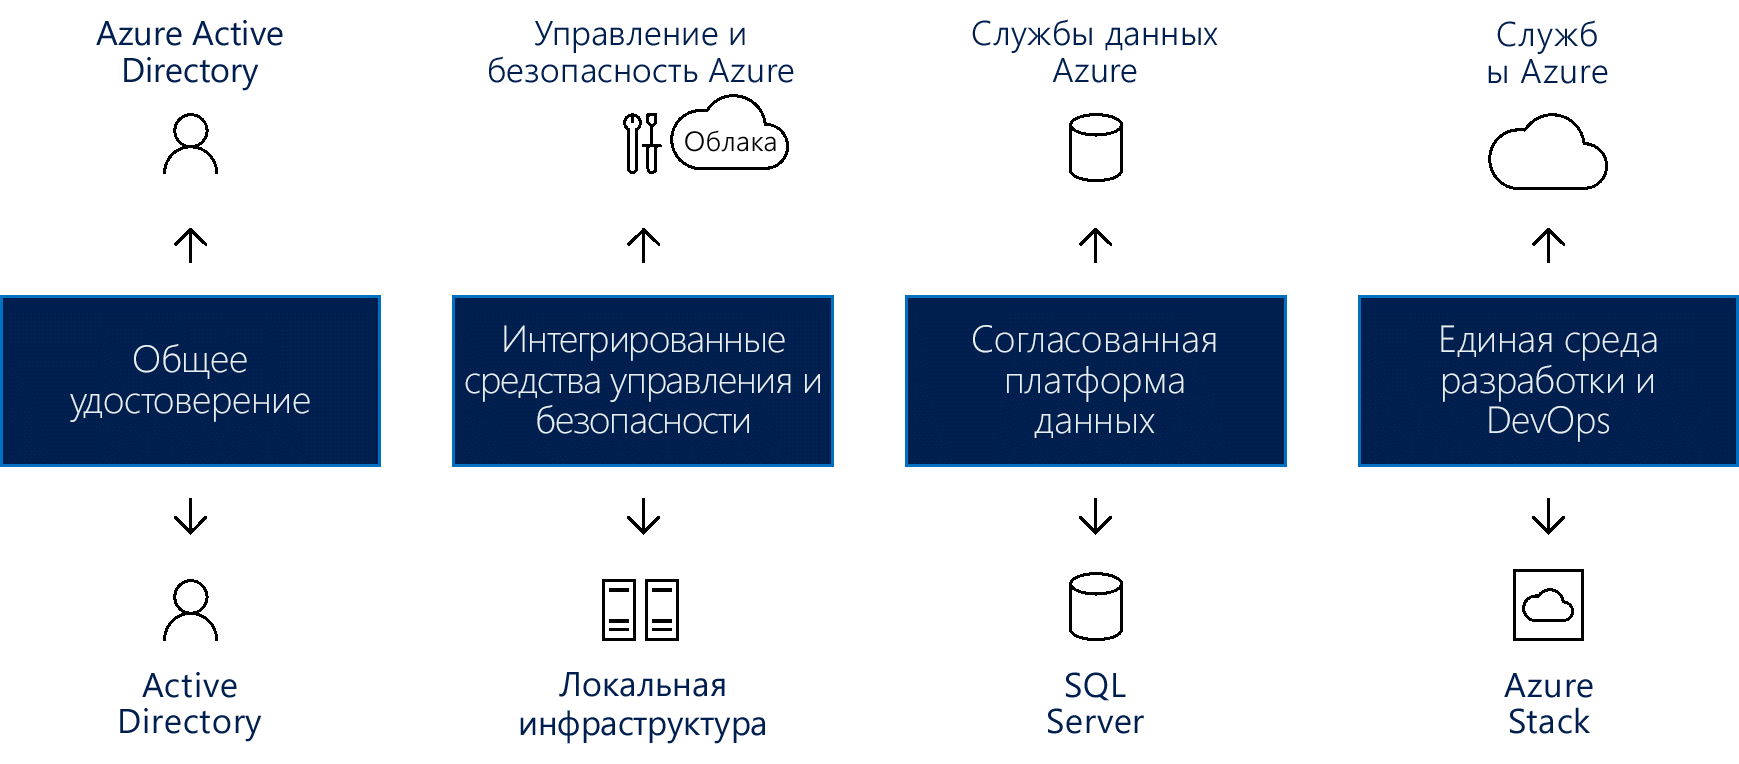 Azure Active
Directory
Управление и
безопасность Azure
Облака
Службы данных
Azure
Служб
ы Azure
Общее
удостоверение
Интегрированные
средства управления и
безопасности
Согласованная
платформа
данных
Единая среда
разработки и
DevOps
Active
Directory
Локальная
инфраструктура
SQL
Server
Azure
Stack